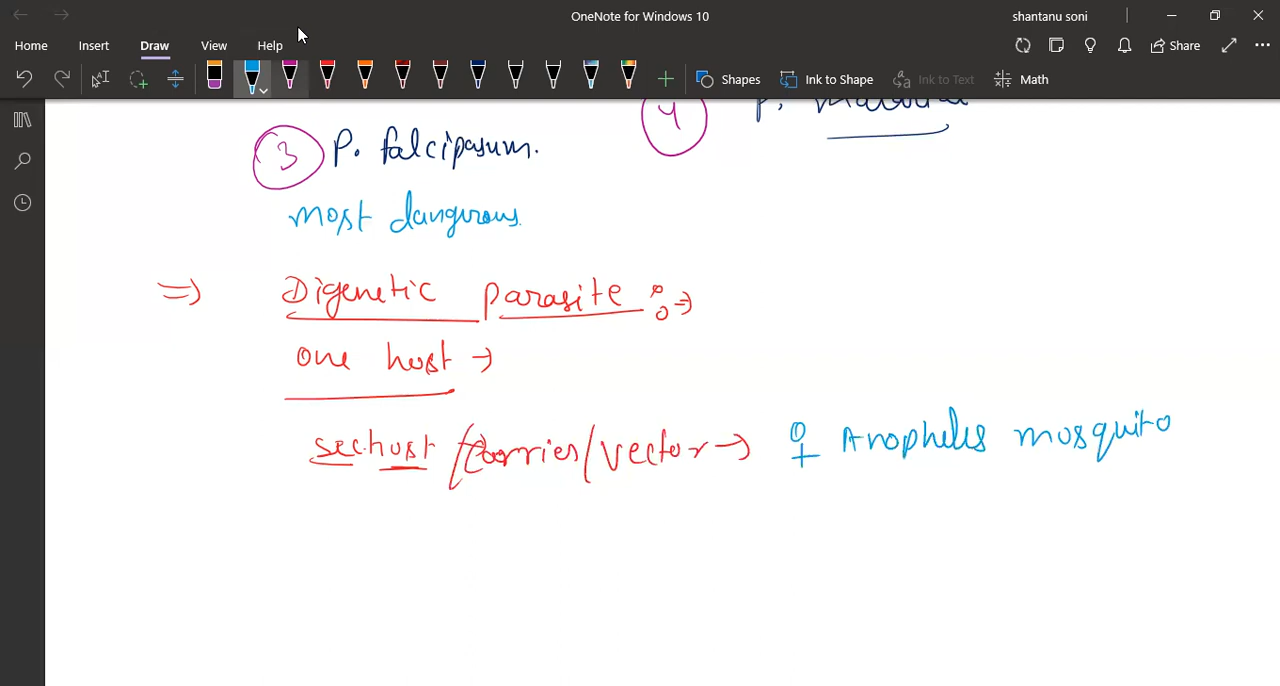 OneNote for Windows 10
shantanu soni
Home Insert Draw View Help
Share
Shapes Ink to Shape Ink to Text Math
4 P.
3 P. falciparum.
most dangerous.
=> Digenetic parasite :->
one host ->
sec.host /carrier/vector -> ♀ Anopheles mosquito